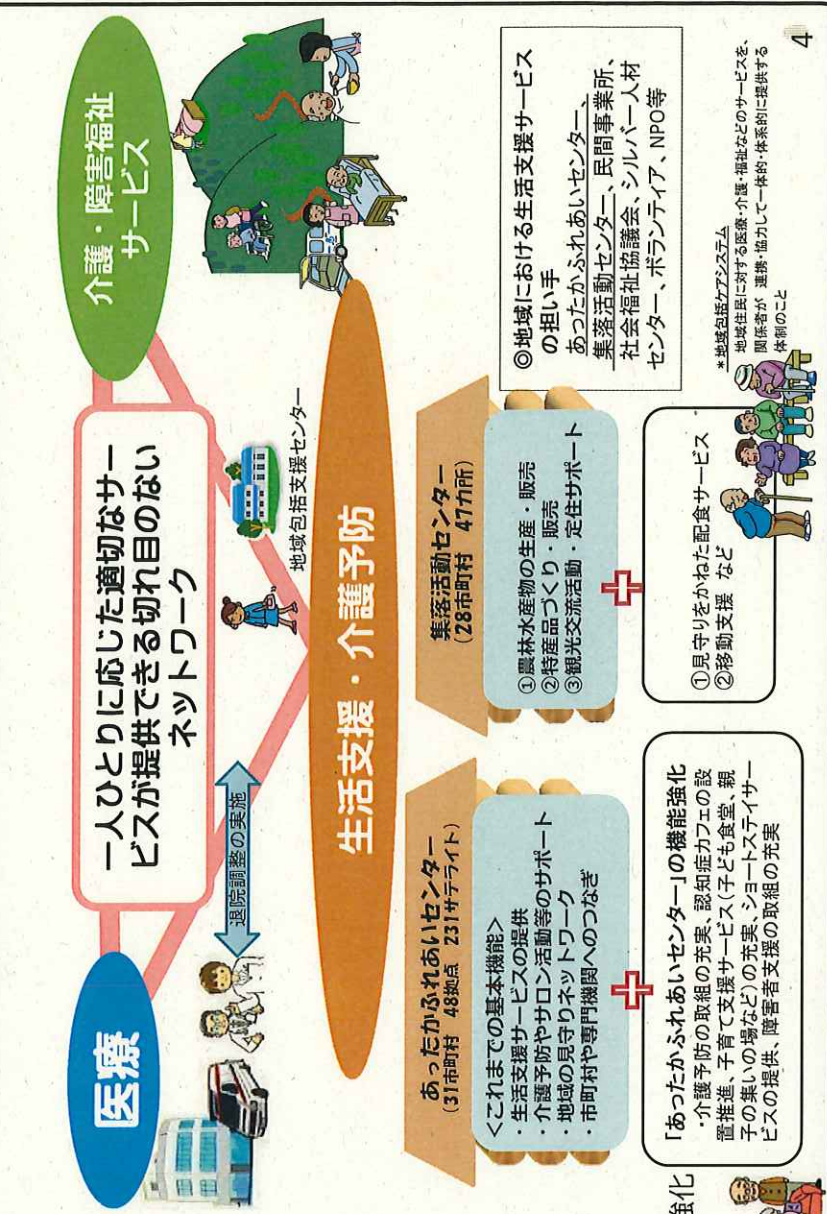 医療
介護・障害福祉
サービス
一人ひとりに応じた適切なサー
ビスが提供できる切れ目のない
ネットワーク
退院調整の実施
地域包括支援センター
生活支援・介護予防
あったかふれあいセンター
(31市町村 48拠点 231サテライト)
<これまでの基本機能>
・生活支援サービスの提供
・介護予防やサロン活動等のサポート
・地域の見守りネットワーク
・市町村や専門機関へのつなぎ
「あったかふれあいセンター」の機能強化
・介護予防の取組の充実、認知症カフェの設
置推進、子育て支援サービス(子ども食堂、親
子の集いの場など)の充実、ショートステイサー
ビスの提供、障害者支援の取組の充実
強化
集落活動センター
(28市町村 47カ所)
①農林水産物の生産・販売
②特産品づくり・販売
③観光交流活動・定住サポート
①見守りをかねた配食サービス
②移動支援 など
◎地域における生活支援サービス
の担い手
あったかふれあいセンター、
集落活動センター、民間事業所、
社会福祉協議会、シルバー人材
センター、ボランティア、NPO等
*地域包括ケアシステム
地域住民に対する医療・介護・福祉などのサービスを、
関係者が 連携・協力して一体的・体系的に提供する
体制のこと
4